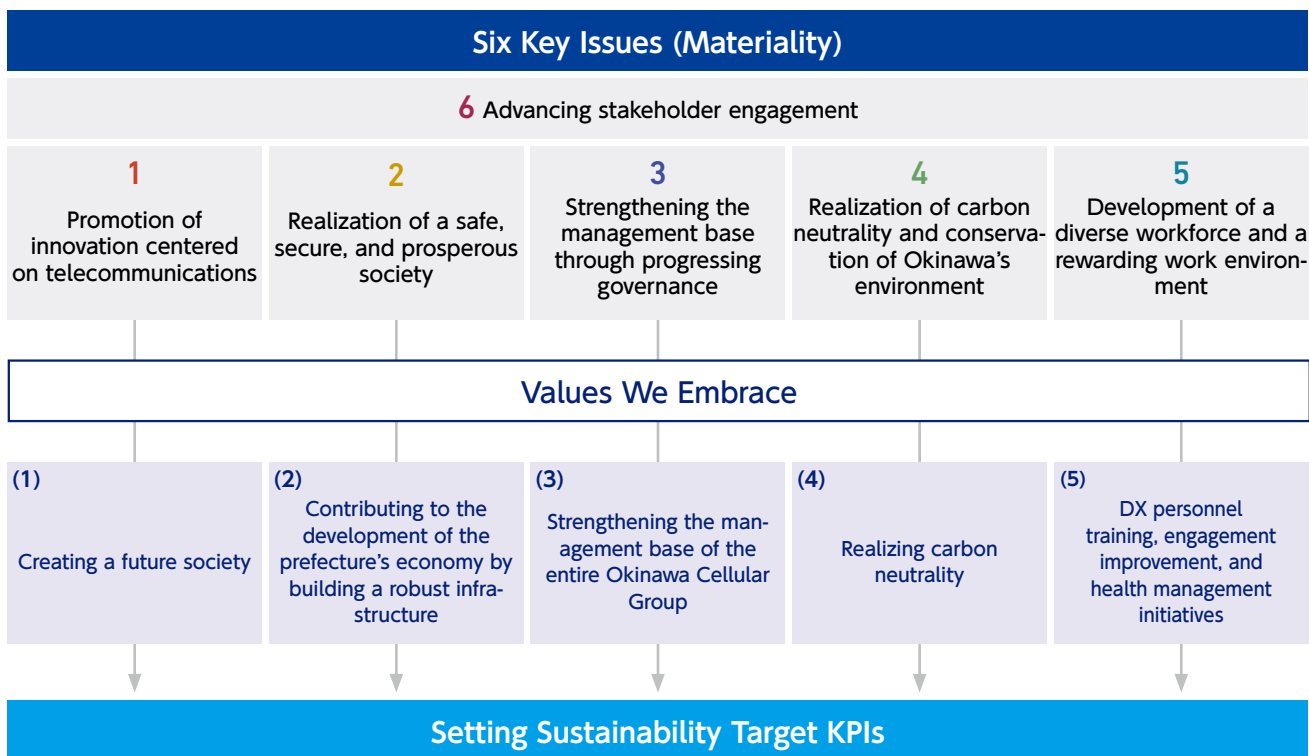 Six Key Issues (Materiality)
6 Advancing stakeholder engagement
1
Promotion of
innovation centered
on telecommunications
2
Realization of a safe,
secure, and prosperous
society
3
Strengthening the
management base
through progressing
governance
4
Realization of carbon
neutrality and conserva-
tion of Okinawa's
environment
5
Development of a
diverse workforce and a
rewarding work environ-
ment
Values We Embrace
(1)
Creating a future society
(2)
Contributing to the
development of the
prefecture's economy by
building a robust infra-
structure
(3)
Strengthening the man-
agement base of the
entire Okinawa Cellular
Group
(4)
Realizing carbon
neutrality
(5)
DX personnel
training, engagement
improvement, and
health management
initiatives
Setting Sustainability Target KPIs